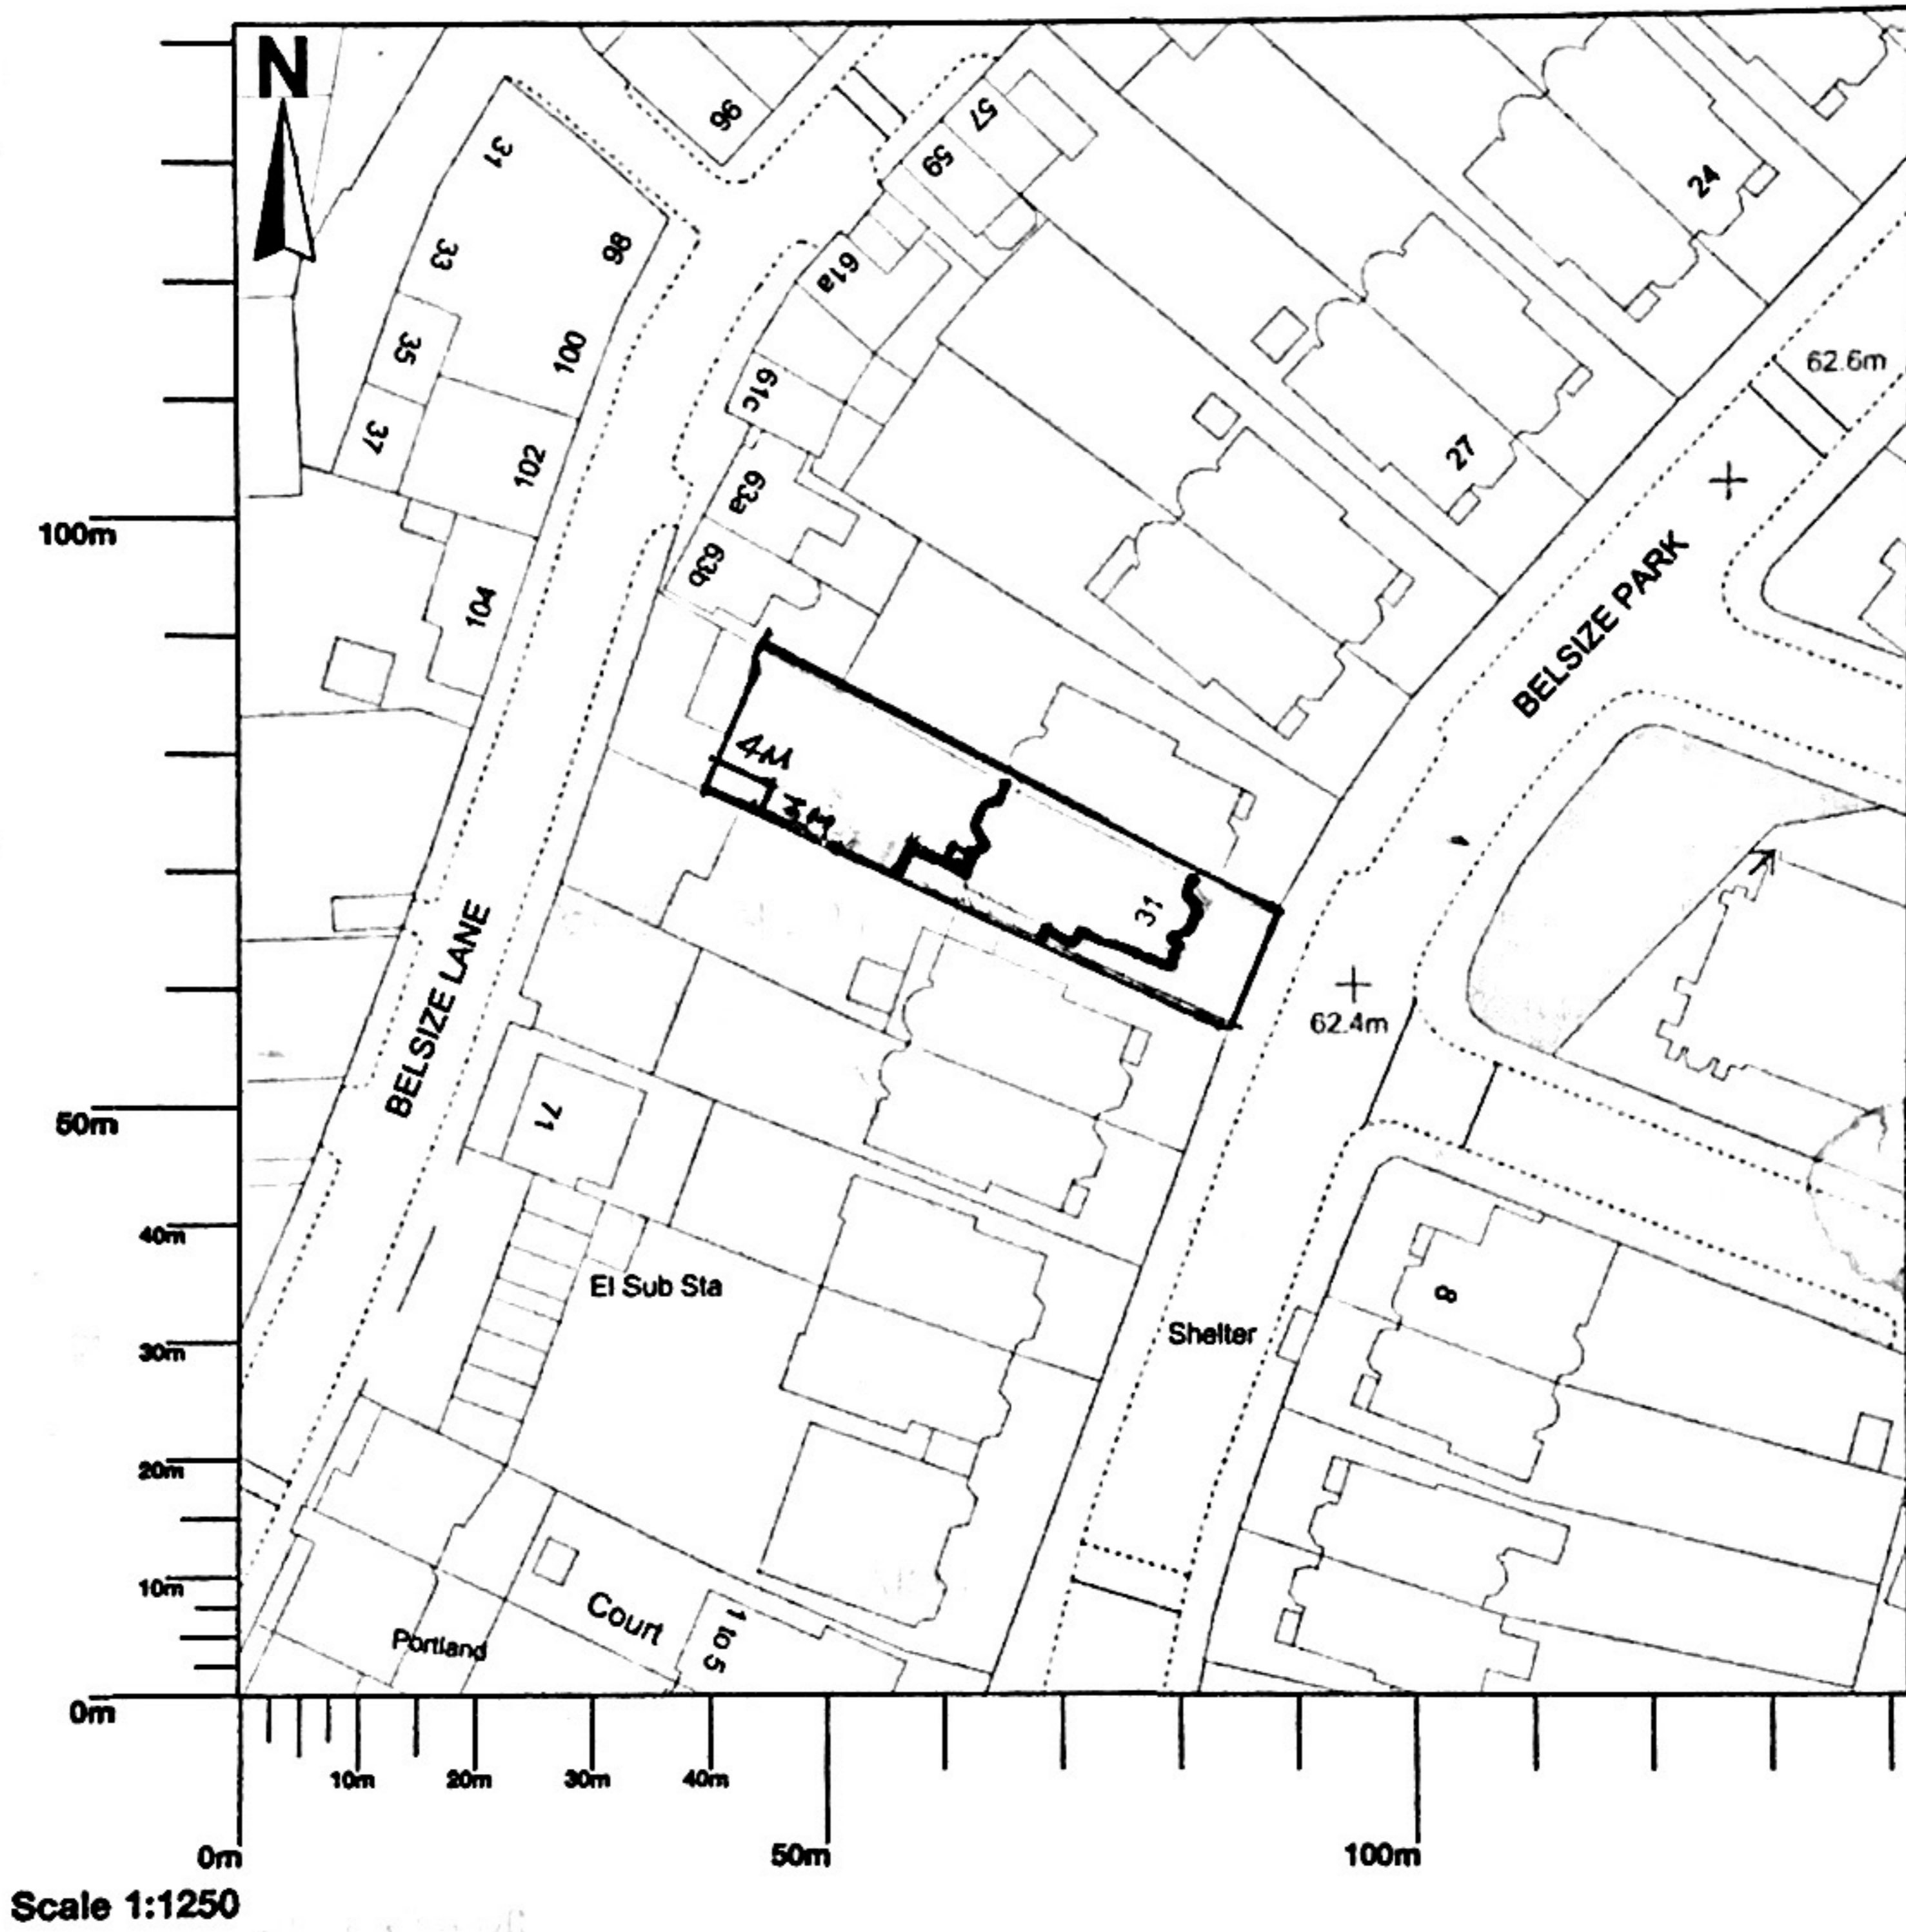 N
96
57
59
31
33
98
61a
24
35
100
61c
62.6m
37
102
63a
27
100m
63b
104
BELSIZE PARK
4M
3M
31
BELSIZE LANE
62.4m
50m
71
40m
El Sub Sta
8
30m
Shelter
20m
10m
Court
1 to 5
Portland
0m
10m
20m
30m
40m
0m
50m
100m
Scale 1:1250